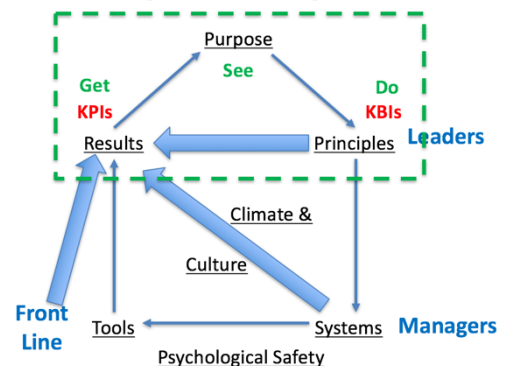 Purpose
See
Get
Do
KPIs
KBIs
Results
Principles
Leaders
Climate &
Culture
Front
Line
Tools
Systems
Managers
Psychological Safety